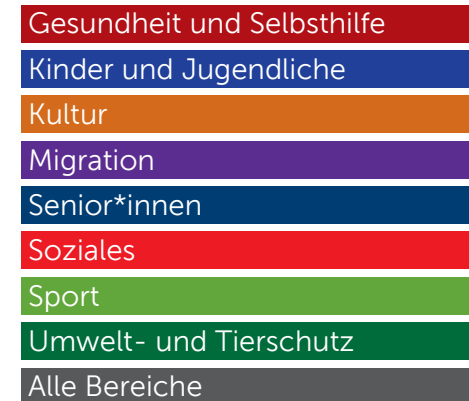 Gesundheit und Selbsthilfe
Kinder und Jugendliche
Kultur
Migration
Senior*innen
Soziales
Sport
Umwelt- und Tierschutz
Alle Bereiche